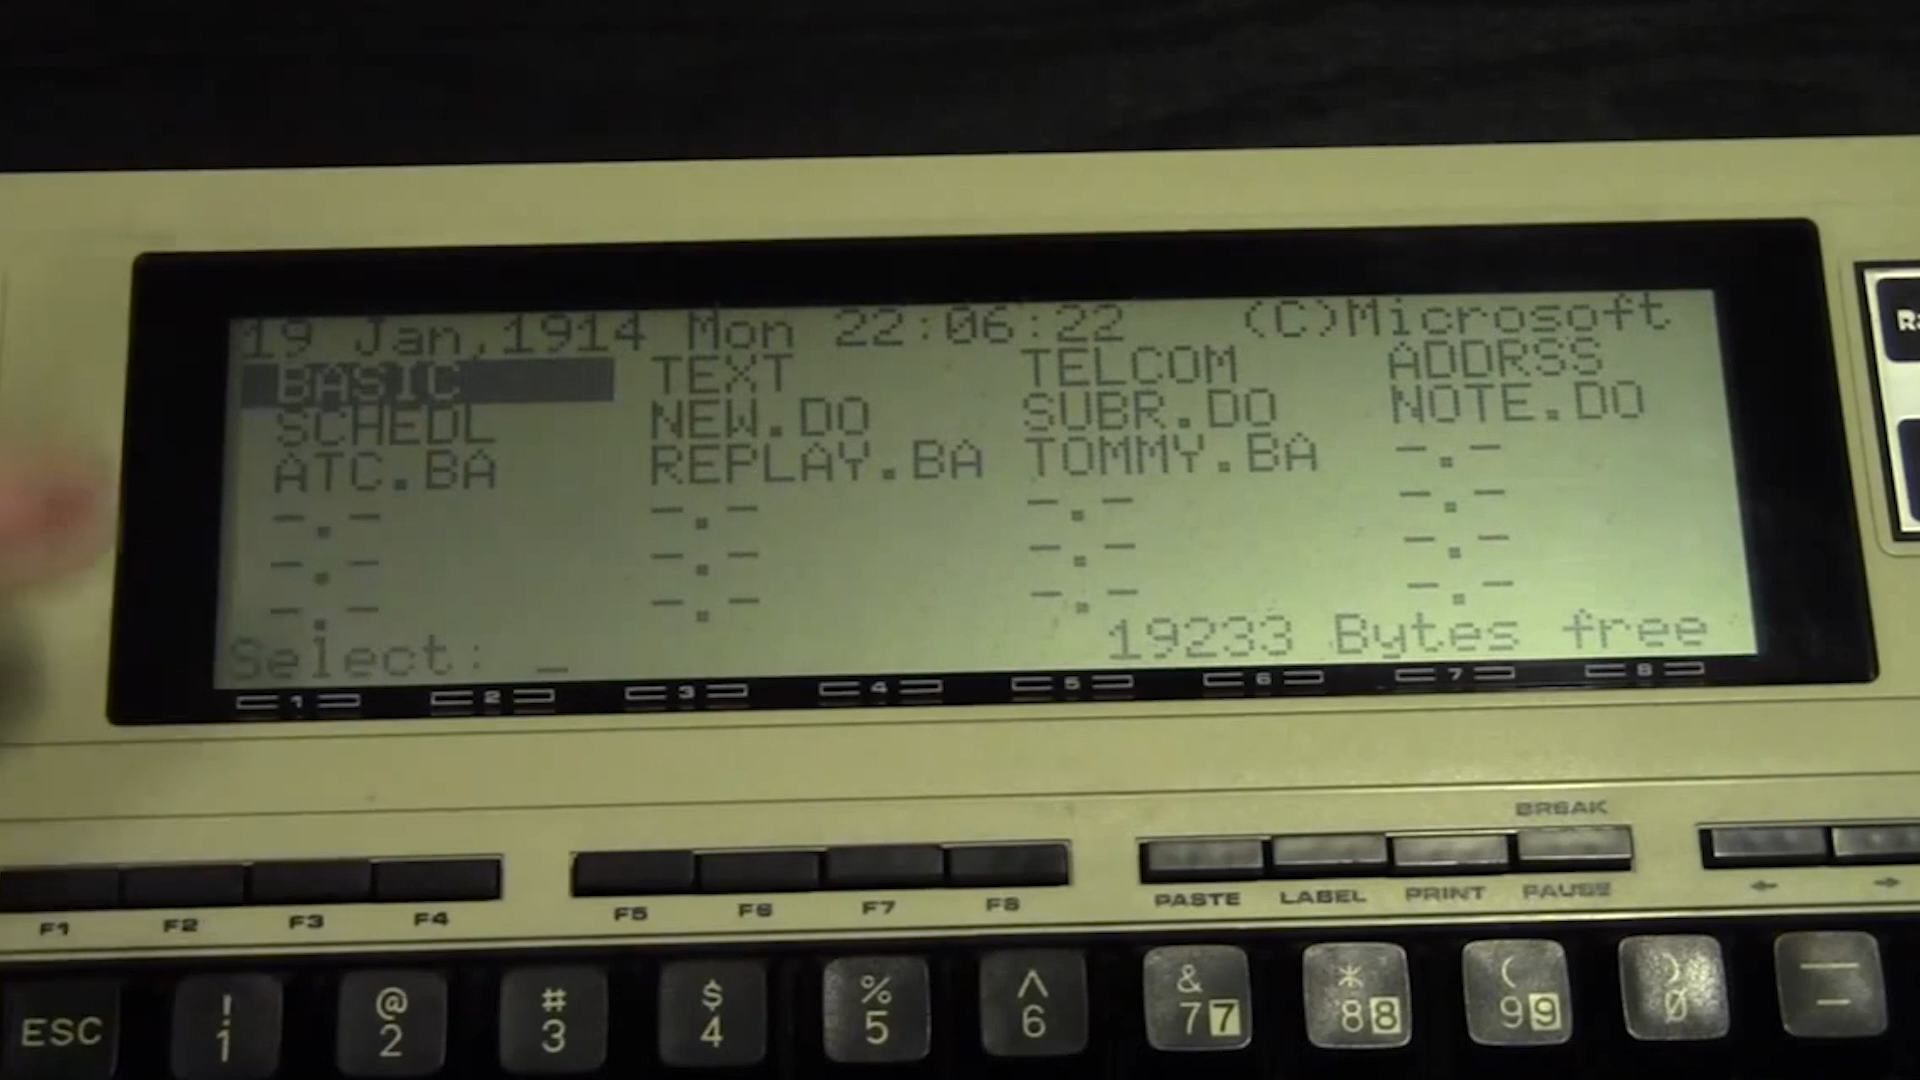 19 Jan,1914 Mon 22:06:22 (C)Microsoft
BASIC TEXT TELCOM ADDRSS
SCHEDL NEW.DO SUBR.DO NOTE.DO
ATC.BA REPLAY.BA TOMMY.BA -.-
-.- -.- -.- -.-
-.- -.- -.- -.-
-.- -.- -.- -.-
Select: _ 19233 Bytes free
1 2 3 4 5 6 7 8
BREAK
F1 F2 F3 F4 F5 F6 F7 F8 PASTE LABEL PRINT PAUSE ← →
! @ # $ % ^ & * ( ) —
ESC 1 2 3 4 5 6 7 7 8 8 9 9 0 -